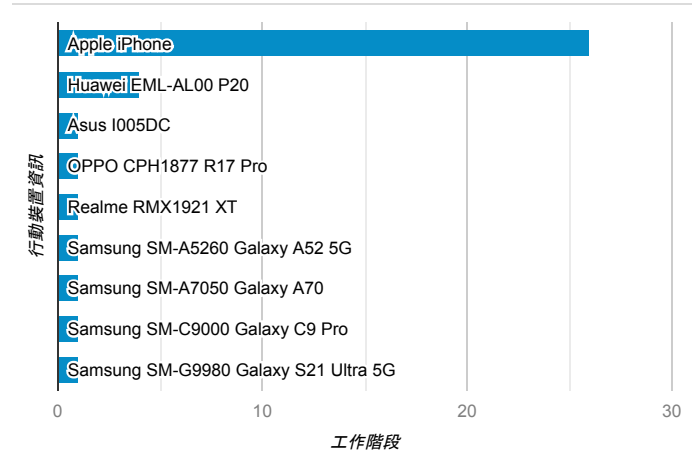 Apple iPhone
Huawei EML-AL00 P20
Asus I005DC
OPPO CPH1877 R17 Pro
Realme RMX1921 XT
Samsung SM-A5260 Galaxy A52 5G
Samsung SM-A7050 Galaxy A70
Samsung SM-C9000 Galaxy C9 Pro
Samsung SM-G9980 Galaxy S21 Ultra 5G
行動裝置資訊
0 10 20 30
工作階段